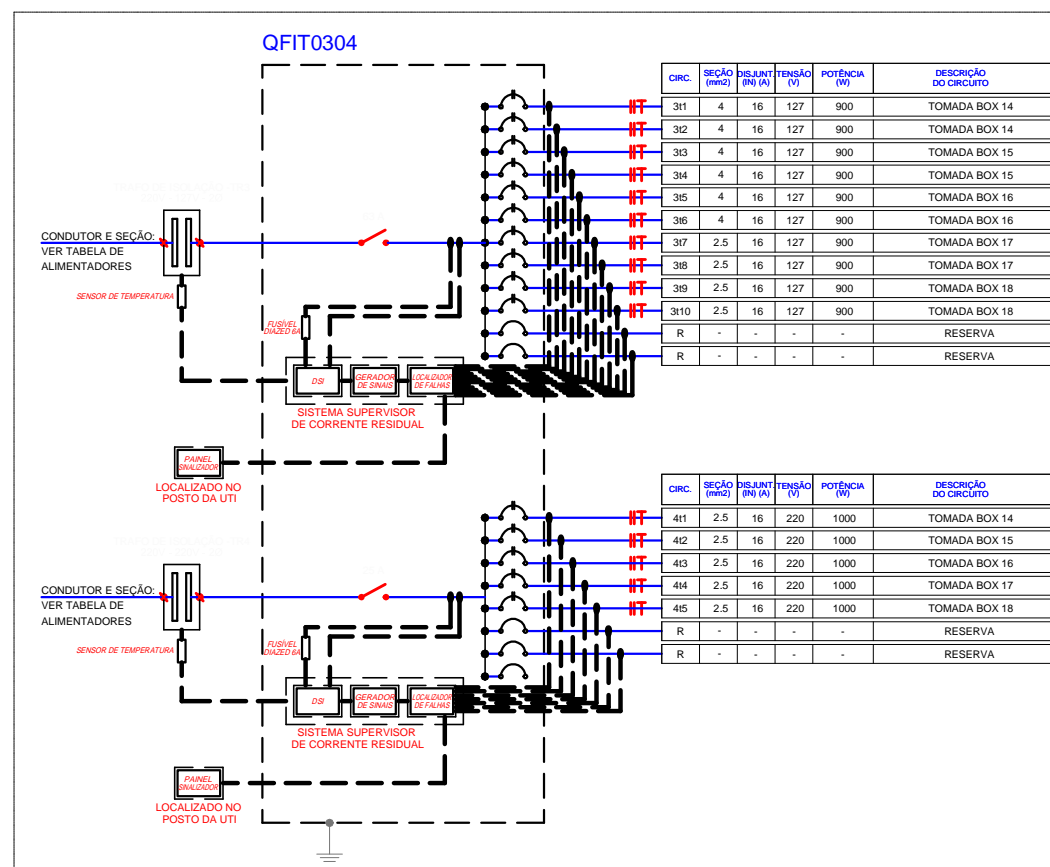 QFIT0304
CIRC. SEÇÃO (mm2) DISJUNT. (IN) (A) TENSÃO (V) POTÊNCIA (W) DESCRIÇÃO DO CIRCUITO
3t1 4 16 127 900 TOMADA BOX 14
3t2 4 16 127 900 TOMADA BOX 14
3t3 4 16 127 900 TOMADA BOX 15
3t4 4 16 127 900 TOMADA BOX 15
3t5 4 16 127 900 TOMADA BOX 16
3t6 4 16 127 900 TOMADA BOX 16
3t7 2.5 16 127 900 TOMADA BOX 17
3t8 2.5 16 127 900 TOMADA BOX 17
3t9 2.5 16 127 900 TOMADA BOX 18
3t10 2.5 16 127 900 TOMADA BOX 18
R - - - - RESERVA
R - - - - RESERVA
CONDUTOR E SEÇÃO:
VER TABELA DE
ALIMENTADORES
SENSOR DE TEMPERATURA
FUSÍVEL
DIAZED 6A
DSI
GERADOR
DE SINAIS
LOCALIZADOR
DE FALHAS
SISTEMA SUPERVISOR
DE CORRENTE RESIDUAL
PAINEL
SINALIZADOR
LOCALIZADO NO
POSTO DA UTI
CIRC. SEÇÃO (mm2) DISJUNT. (IN) (A) TENSÃO (V) POTÊNCIA (W) DESCRIÇÃO DO CIRCUITO
4t1 2.5 16 220 1000 TOMADA BOX 14
4t2 2.5 16 220 1000 TOMADA BOX 15
4t3 2.5 16 220 1000 TOMADA BOX 16
4t4 2.5 16 220 1000 TOMADA BOX 17
4t5 2.5 16 220 1000 TOMADA BOX 18
R - - - - RESERVA
R - - - - RESERVA
CONDUTOR E SEÇÃO:
VER TABELA DE
ALIMENTADORES
SENSOR DE TEMPERATURA
FUSÍVEL
DIAZED 6A
DSI
GERADOR
DE SINAIS
LOCALIZADOR
DE FALHAS
SISTEMA SUPERVISOR
DE CORRENTE RESIDUAL
PAINEL
SINALIZADOR
LOCALIZADO NO
POSTO DA UTI